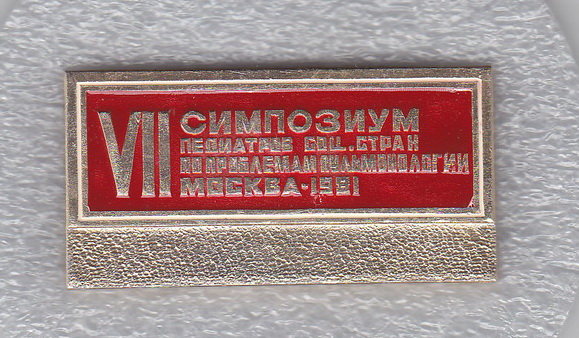 VII СИМПОЗИУМ
ПЕДИАТРОВ СОЦ. СТРАН
ПО ПРОБЛЕМАМ ПУЛЬМОНОЛОГИИ
МОСКВА·1981